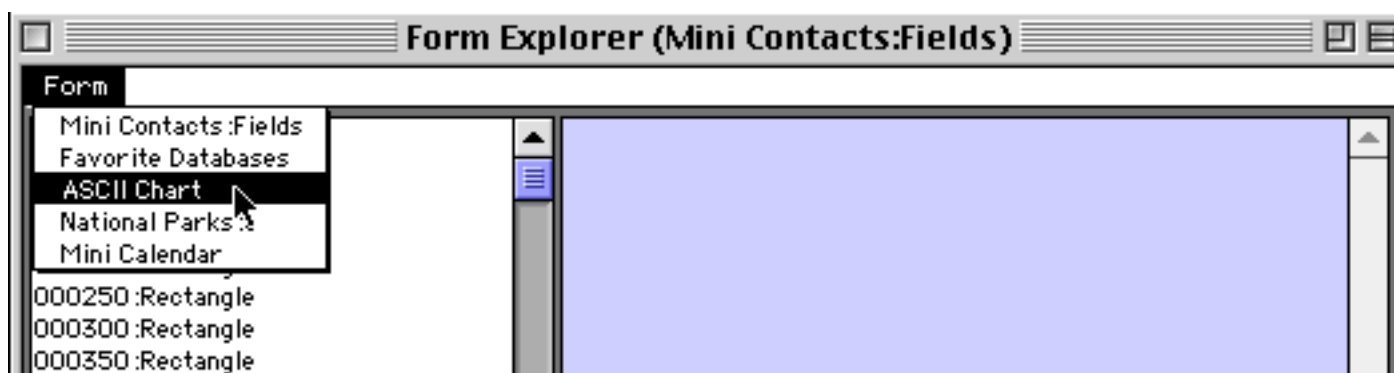 Form Explorer (Mini Contacts:Fields)
Form
Mini Contacts:Fields
Favorite Databases
ASCII Chart
National Parks
Mini Calendar
000250:Rectangle
000300:Rectangle
000350:Rectangle